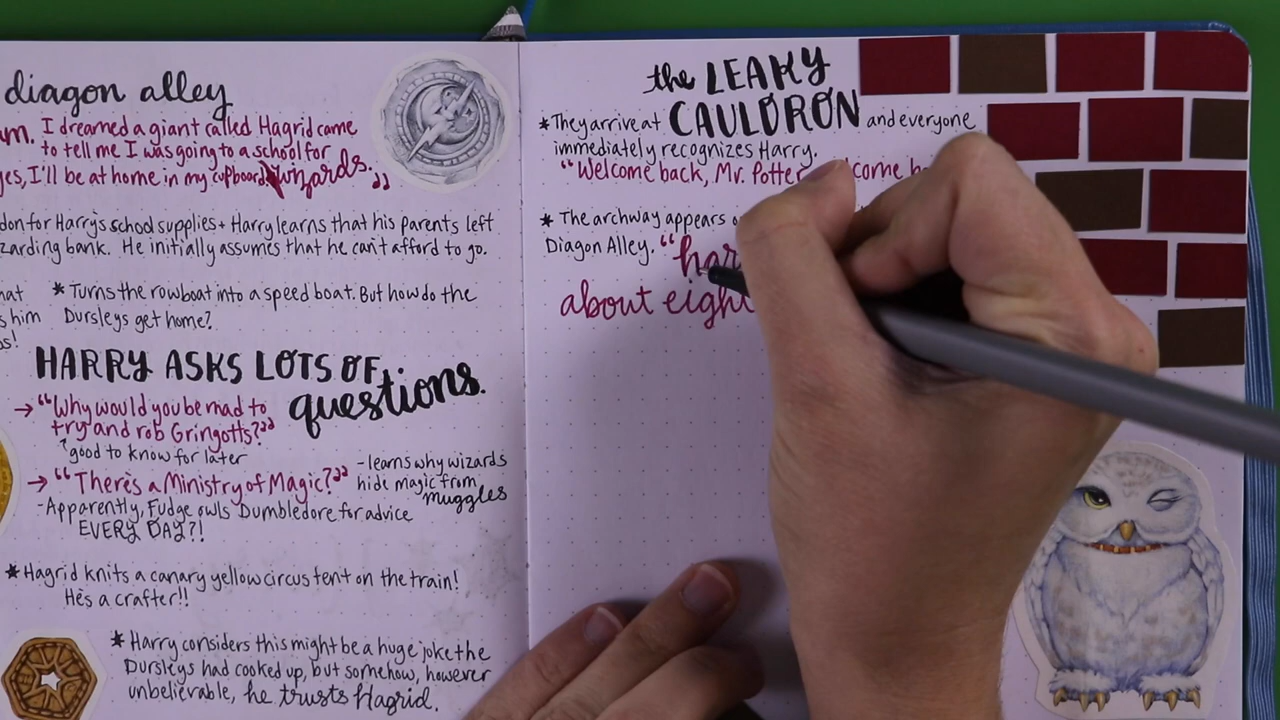 diagon alley
I dreamed a giant called Hagrid came
to tell me I was going to a school for
yes, I'll be at home in my cupboard. wizards.”
don for Harry's school supplies + Harry learns that his parents left
zarding bank. He initially assumes that he can't afford to go.
* Turns the rowboat into a speed boat. But how do the
s him Dursleys get home?
HARRY ASKS LOTS OF
questions.
→ “Why would you be mad to
try and rob Gringotts?”
good to know for later
→ “There's a Ministry of Magic?”
- learns why wizards
hide magic from
muggles
- Apparently, Fudge owls Dumbledore for advice
EVERY DAY?!
* Hagrid knits a canary yellow circus tent on the train!
He's a crafter!!
* Harry considers this might be a huge joke the
Dursleys had cooked up, but somehow, however
unbelievable, he trusts Hagrid.
the LEAKY
CAULDRON
* They arrive at and everyone
immediately recognizes Harry.
“Welcome back, Mr. Potter
* The archway appears
Diagon Alley. “har
about eight